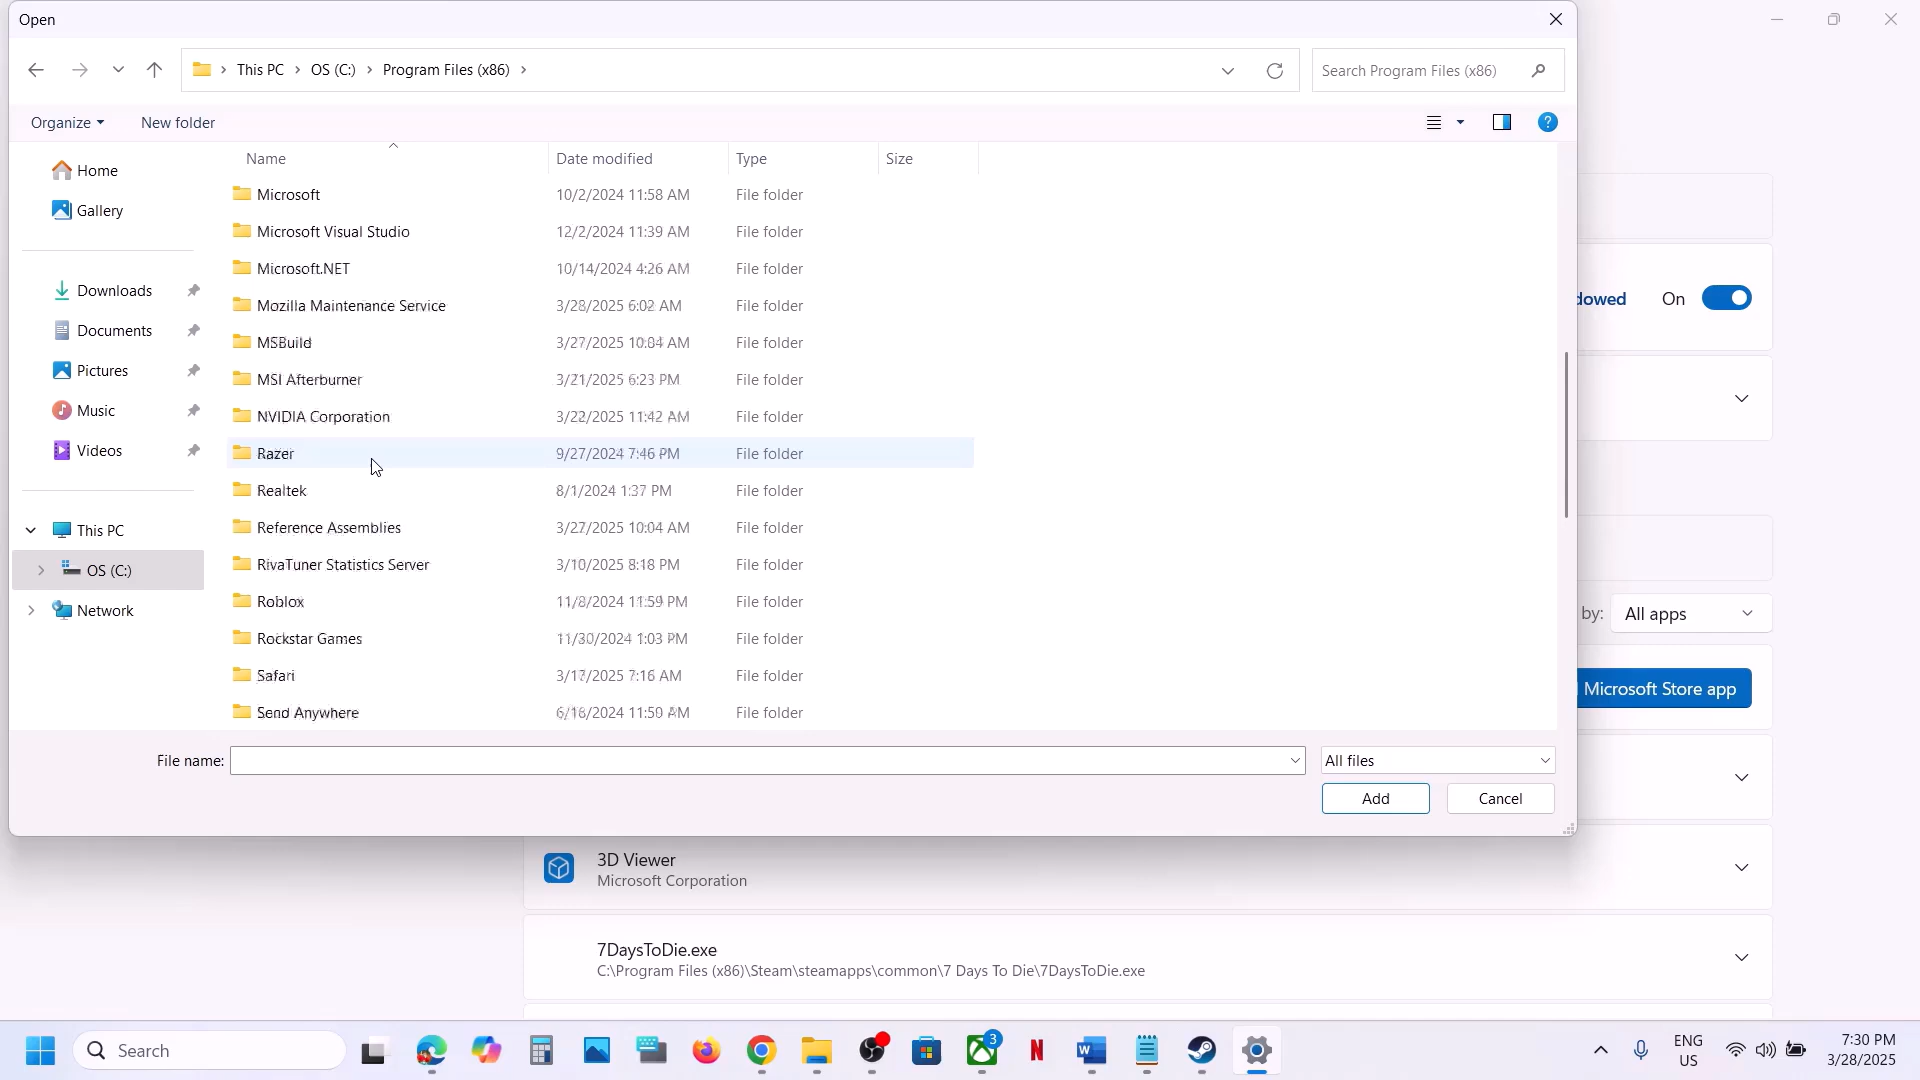 Open
This PC > OS (C:) > Program Files (x86) >
Search Program Files (x86)
Organize
New folder
Name
Date modified
Type
Size
Home
Gallery
Downloads
Documents
Pictures
Music
Videos
This PC
OS (C:)
Network
Microsoft 10/2/2024 11:58 AM File folder
Microsoft Visual Studio 12/2/2024 11:39 AM File folder
Microsoft.NET 10/14/2024 4:26 AM File folder
Mozilla Maintenance Service 3/28/2025 6:02 AM File folder
MSBuild 3/27/2025 10:04 AM File folder
MSI Afterburner 3/21/2025 6:23 PM File folder
NVIDIA Corporation 3/22/2025 11:42 AM File folder
Razer 9/27/2024 7:46 PM File folder
Realtek 8/1/2024 1:37 PM File folder
Reference Assemblies 3/27/2025 10:04 AM File folder
RivaTuner Statistics Server 3/10/2025 8:18 PM File folder
Roblox 11/8/2024 11:59 PM File folder
Rockstar Games 11/30/2024 1:03 PM File folder
Safari 3/17/2025 7:16 AM File folder
Send Anywhere File folder
File name:
All files
Add
Cancel
dowed On
by: All apps
Microsoft Store app
3D Viewer
Microsoft Corporation
7DaysToDie.exe
C:\Program Files (x86)\Steam\steamapps\common\7 Days To Die\7DaysToDie.exe
Search
3
ENG
US
7:30 PM
3/28/2025